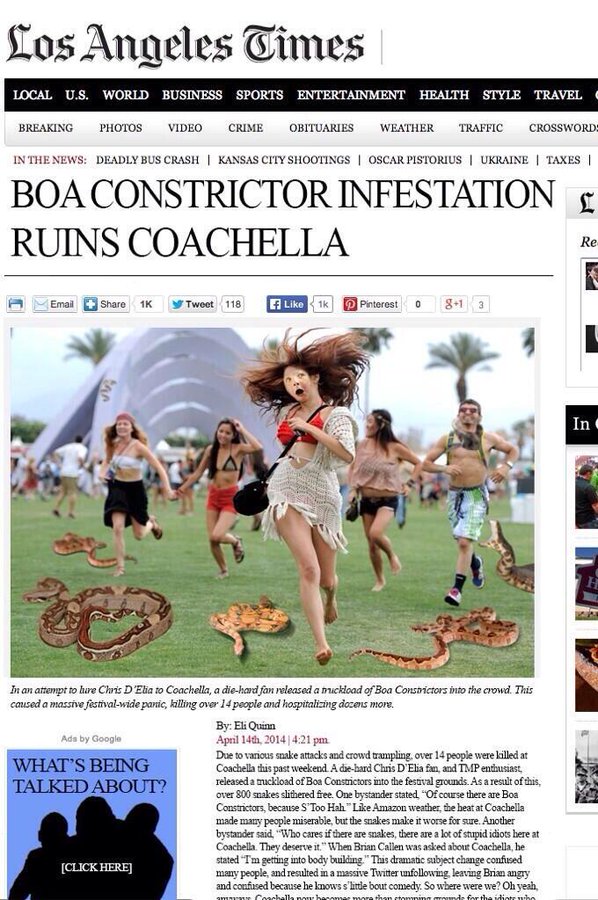 Los Angeles Times
LOCAL U.S. WORLD BUSINESS SPORTS ENTERTAINMENT HEALTH STYLE TRAVEL
BREAKING PHOTOS VIDEO CRIME OBITUARIES WEATHER TRAFFIC CROSSWORDS
IN THE NEWS: DEADLY BUS CRASH | KANSAS CITY SHOOTINGS | OSCAR PISTORIUS | UKRAINE | TAXES |
BOA CONSTRICTOR INFESTATION
RUINS COACHELLA
L
Re
Email Share 1K Tweet 118 Like 1k Pinterest 0 g+1 3
In
In an attempt to lure Chris D'Elia to Coachella, a die-hard fan released a truckload of Boa Constrictors into the crowd. This
caused a massive festival-wide panic, killing over 14 people and hospitalizing dozens more.
Ads by Google
WHAT'S BEING
TALKED ABOUT?
[CLICK HERE]
By: Eli Quinn
April 14th, 2014 | 4:21 pm.
Due to various snake attacks and crowd trampling, over 14 people were killed at
Coachella this past weekend. A die-hard Chris D'Elia fan, and TMP enthusiast,
released a truckload of Boa Constrictors into the festival grounds. As a result of this,
over 800 snakes slithered free. One bystander stated, "Of course there are Boa
Constrictors, because S'Too Hah." Like Amazon weather, the heat at Coachella
made many people miserable, but the snakes make it worse for sure. Another
bystander said, "Who cares if there are snakes, there are a lot of stupid idiots here at
Coachella. They deserve it." When Brian Callen was asked about Coachella, he
stated "I'm getting into body building." This dramatic subject change confused
many people, and resulted in a massive Twitter unfollowing, leaving Brian angry
and confused because he knows s'little bout comedy. So where were we? Oh yeah,
anyways, Coachella now becomes more than stomping grounds for the idiots who